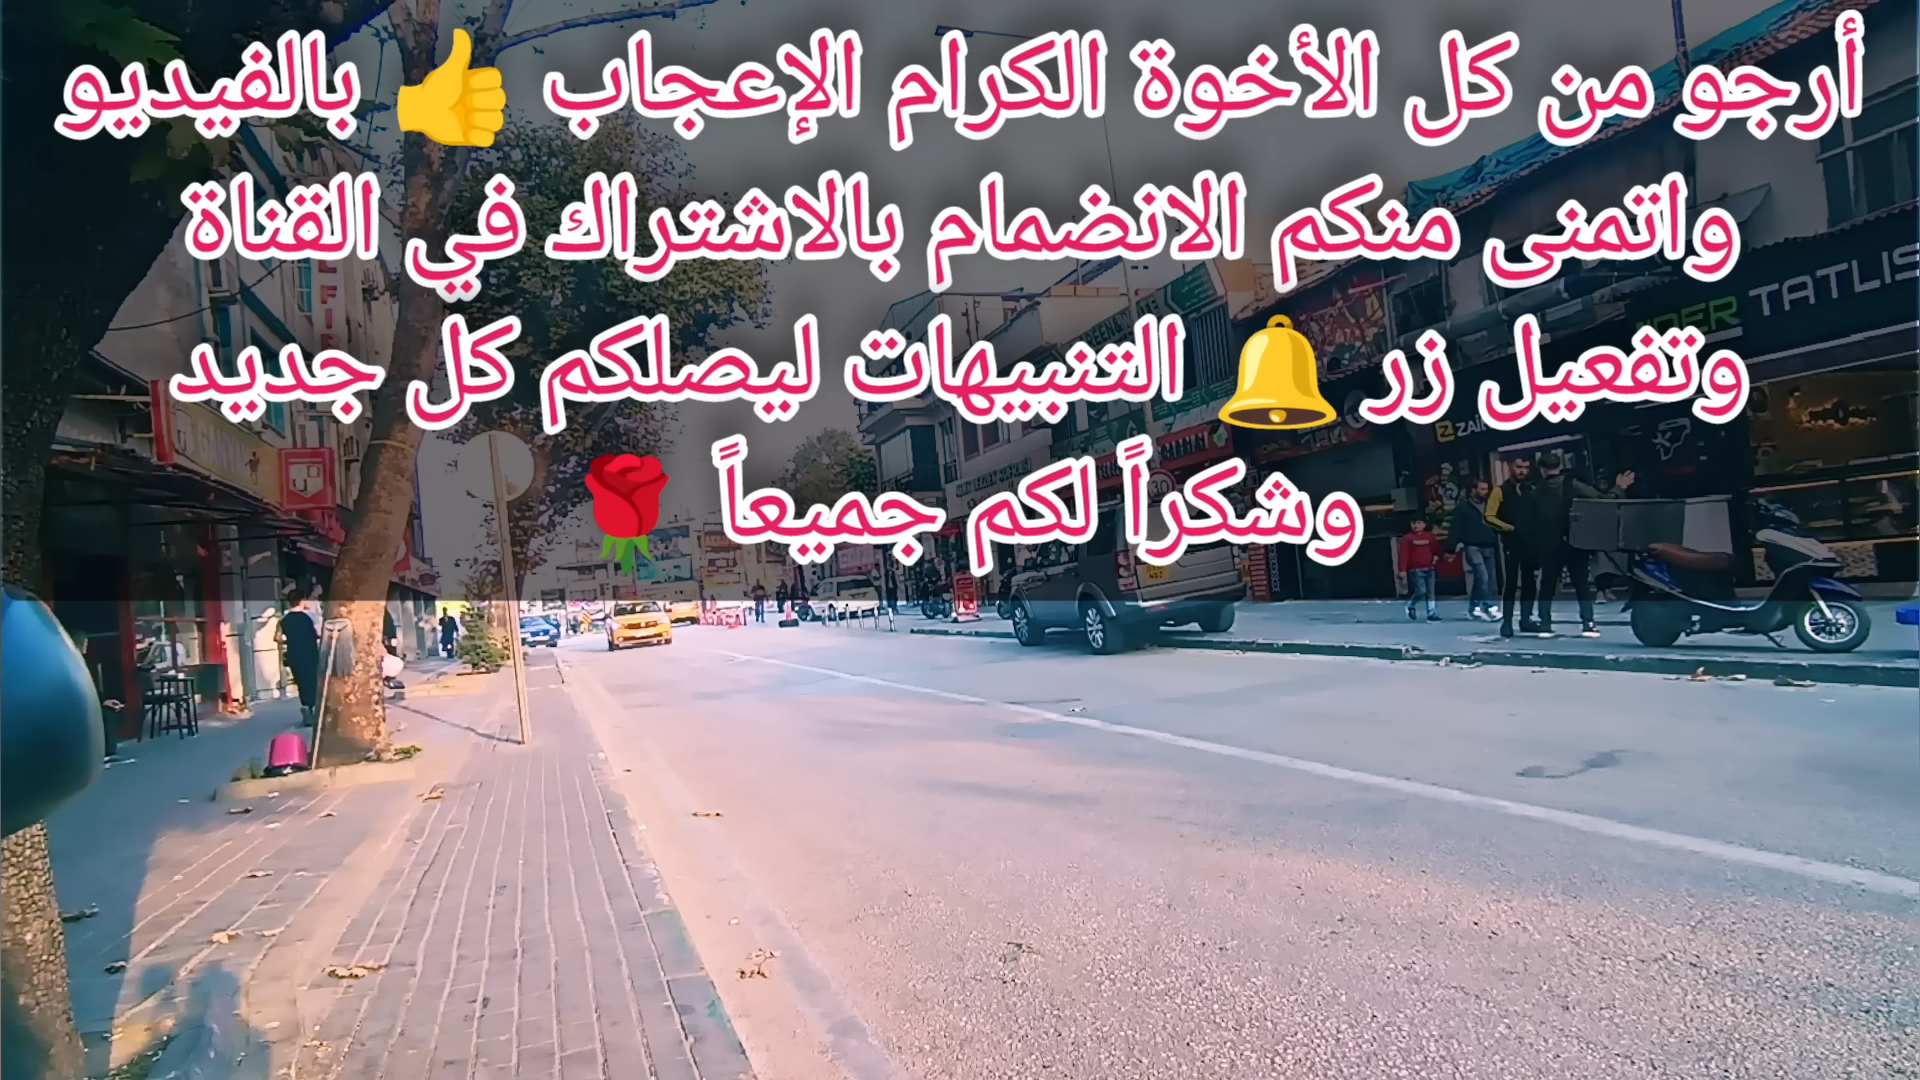 أرجو من كل الأخوة الكرام الإعجاب 👍 بالفيديو
واتمنى منكم الانضمام بالاشتراك في القناة
وتفعيل زر 🔔 التنبيهات ليصلكم كل جديد
وشكراً لكم جميعاً 🌹
TATLIS
30